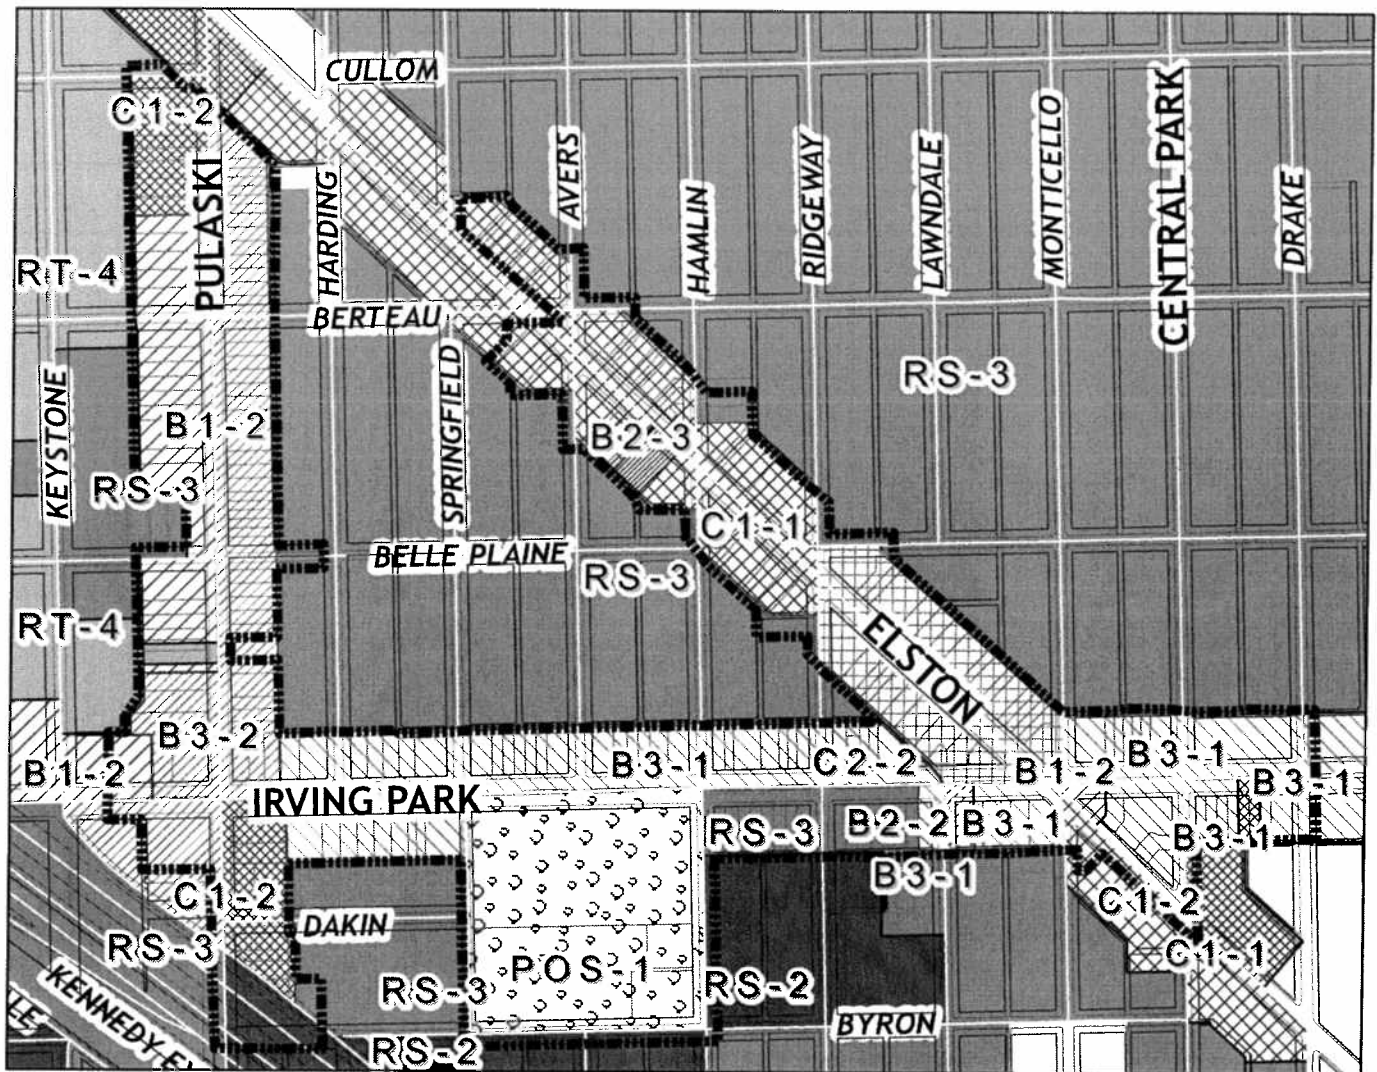 CULLOM
C1-2
PULASKI
HARDING
AVERS
HAMLIN
RIDGEWAY
LAWNDALE
MONTICELLO
CENTRAL PARK
DRAKE
RT-4
BERTEAU
KEYSTONE
SPRINGFIELD
RS-3
B1-2
B2-3
RS-3
C1-1
BELLE PLAINE
RS-3
RT-4
ELSTON
B3-2
B1-2
B3-1
C2-2
B1-2
B3-1
B3-1
IRVING PARK
RS-3
B2-2
B3-1
B3-1
B3-1
C1-2
C1-2
DAKIN
RS-3
C1-1
POS-1
RS-3
RS-2
KENNEDY
LE
BYRON
RS-2